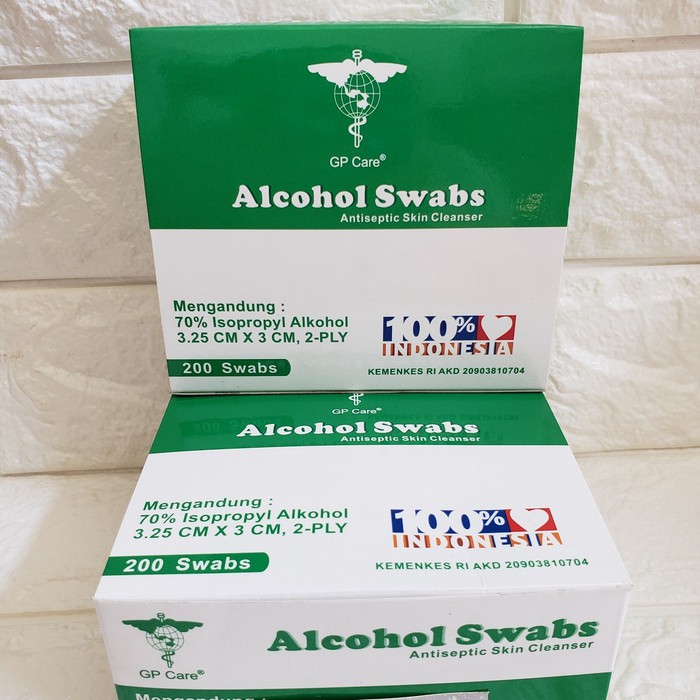 GP Care®
Alcohol Swabs
Antiseptic Skin Cleanser
Mengandung :
70% Isopropyl Alkohol
3.25 CM X 3 CM, 2-PLY
200 Swabs
100%
INDONESIA
KEMENKES RI AKD 20903810704
GP Care®
Alcohol Swabs
Antiseptic Skin Cleanser
Mengandung :
70% Isopropyl Alkohol
3.25 CM X 3 CM, 2-PLY
200 Swabs
100%
INDONESIA
KEMENKES RI AKD 20903810704
GP Care®
Alcohol Swabs
Antiseptic Skin Cleanser
Mengandung :